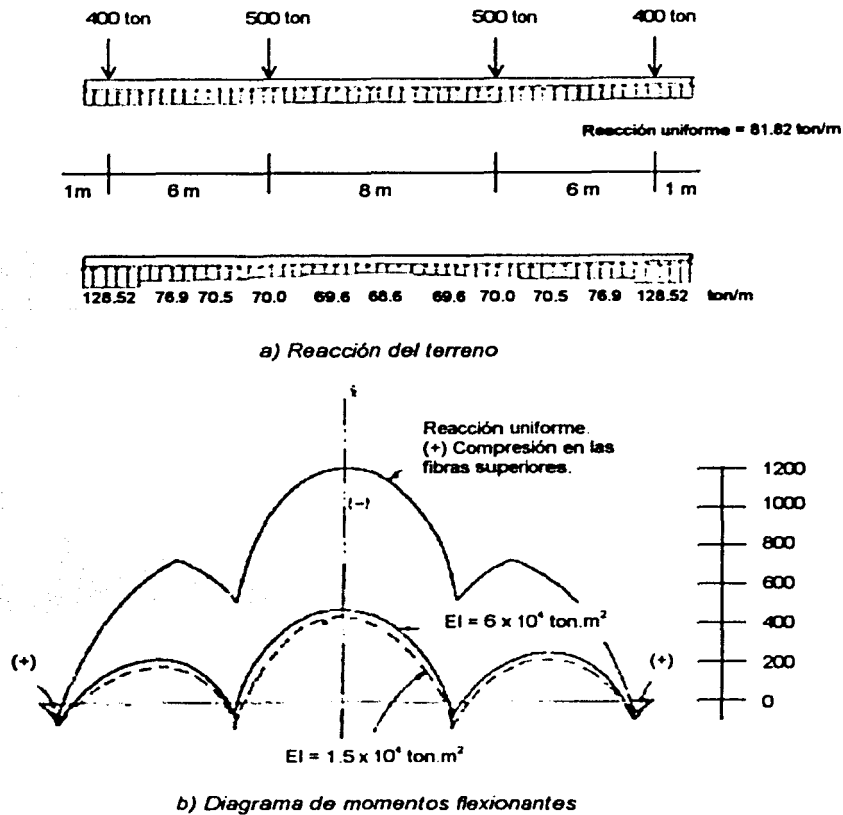 400 ton 500 ton 500 ton 400 ton
Reacción uniforme = 81.82 ton/m
1m 6 m 8 m 6 m 1 m
128.52 76.9 70.5 70.0 69.6 68.6 69.6 70.0 70.5 76.9 128.52 ton/m
a) Reacción del terreno
Reacción uniforme.
(+) Compresión en las
fibras superiores.
(-)
1200
1000
800
600
400
200
0
EI = 6 x 10⁴ ton.m²
(+) (+)
EI = 1.5 x 10⁴ ton.m²
b) Diagrama de momentos flexionantes